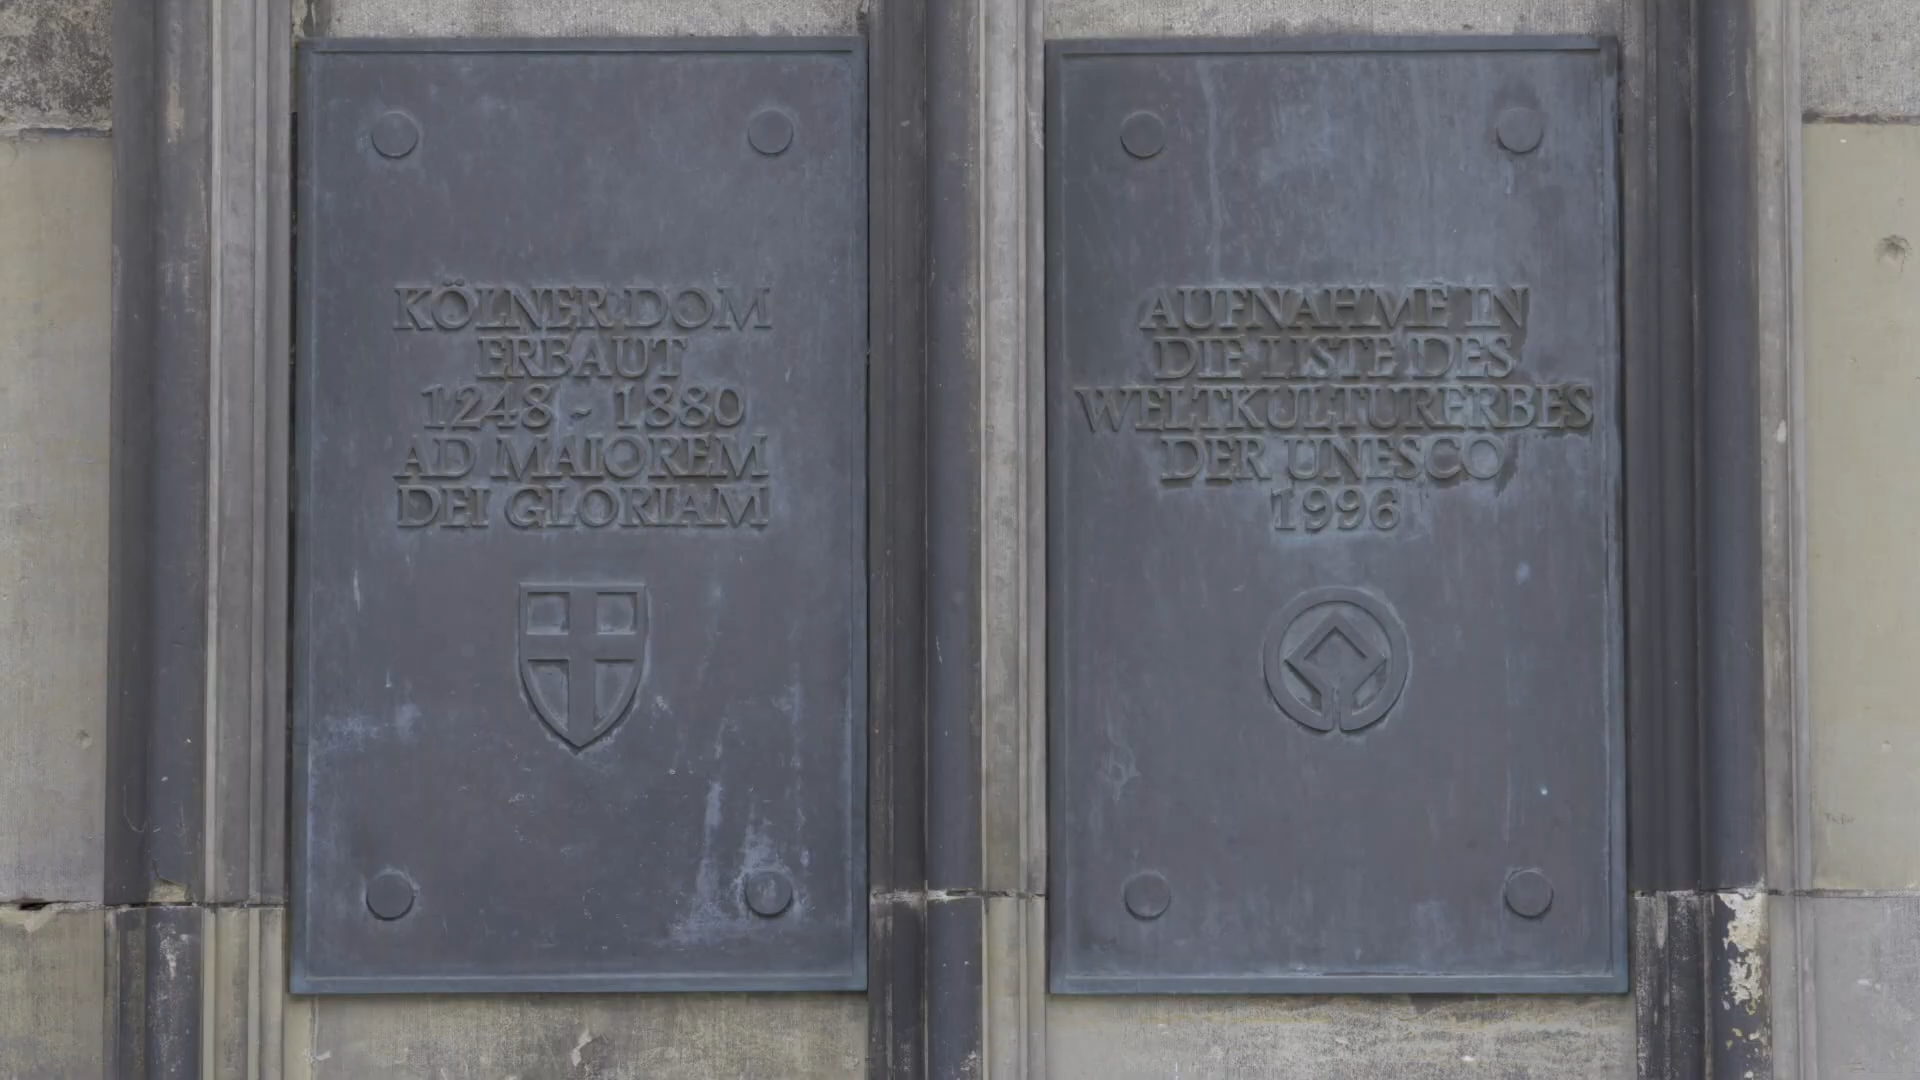 KÖLNER DOM
ERBAUT
1248 - 1880
AD MAIOREM
DEI GLORIAM
AUFNAHME IN
DIE LISTE DES
WELTKULTURERBES
DER UNESCO
1996